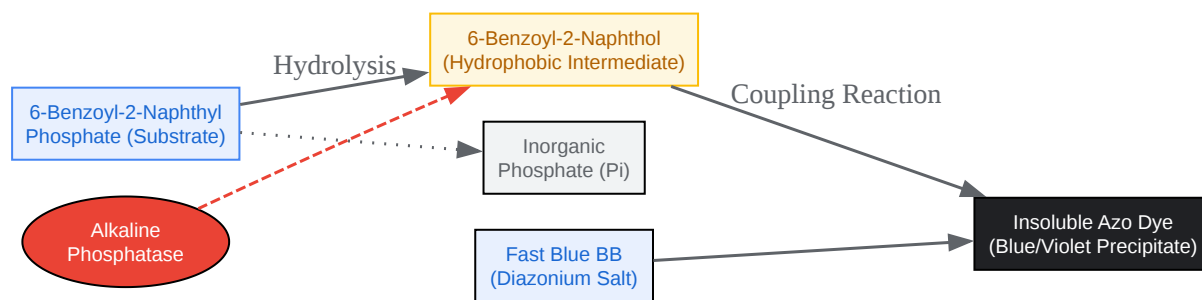 6-Benzoyl-2-Naphthol
(Hydrophobic Intermediate)
Hydrolysis
Coupling Reaction
6-Benzoyl-2-Naphthyl
Phosphate (Substrate)
Inorganic
Phosphate (Pi)
Alkaline
Phosphatase
Insoluble Azo Dye
(Blue/Violet Precipitate)
Fast Blue BB
(Diazonium Salt)